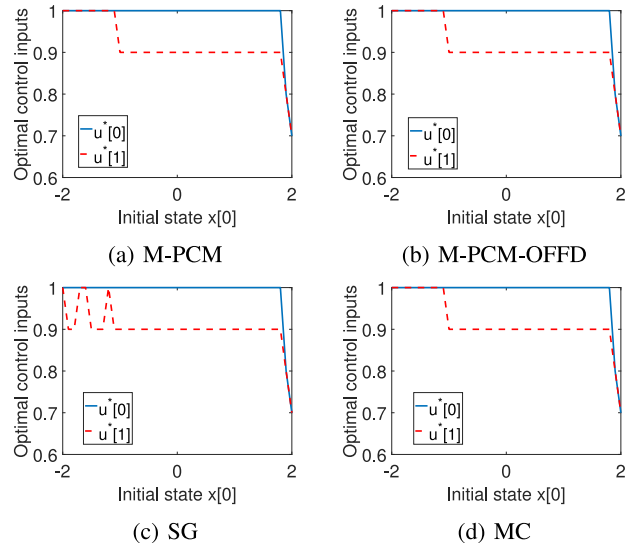 1
0.9
0.8
0.7
0.6
Optimal control inputs
u*[0]
u*[1]
-2 0 2
Initial state x[0]
(a) M-PCM
1
0.9
0.8
0.7
0.6
Optimal control inputs
u*[0]
u*[1]
-2 0 2
Initial state x[0]
(b) M-PCM-OFFD
1
0.9
0.8
0.7
0.6
Optimal control inputs
u*[0]
u*[1]
-2 0 2
Initial state x[0]
(c) SG
1
0.9
0.8
0.7
0.6
Optimal control inputs
u*[0]
u*[1]
-2 0 2
Initial state x[0]
(d) MC